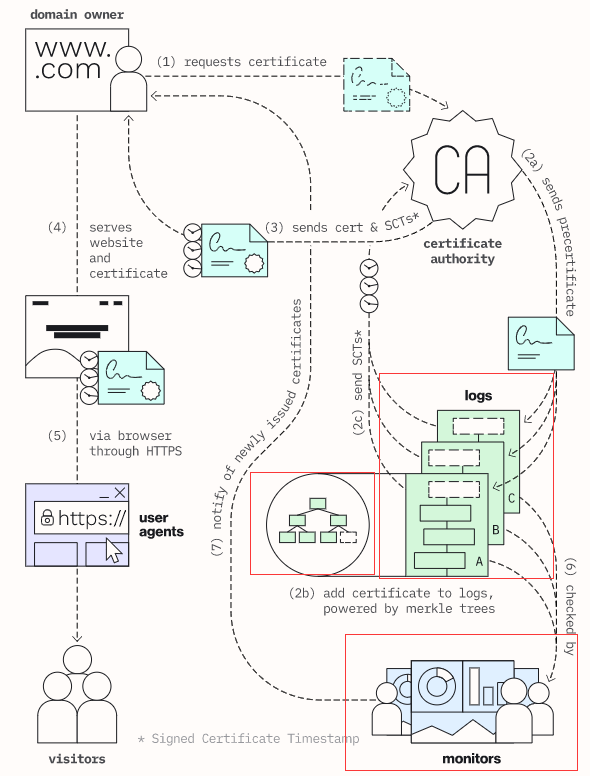 domain owner
www.
.com
(1) requests certificate
CA
certificate
authority
(2a) sends precertificate
(3) sends cert & SCTs*
(4) serves
website
and
certificate
(2c) send SCTs*
logs
C
B
A
(5) via browser
through HTTPS
https://
user
agents
(7) notify of newly issued certificates
(2b) add certificate to logs,
powered by merkle trees
(6) checked by
visitors
* Signed Certificate Timestamp
monitors